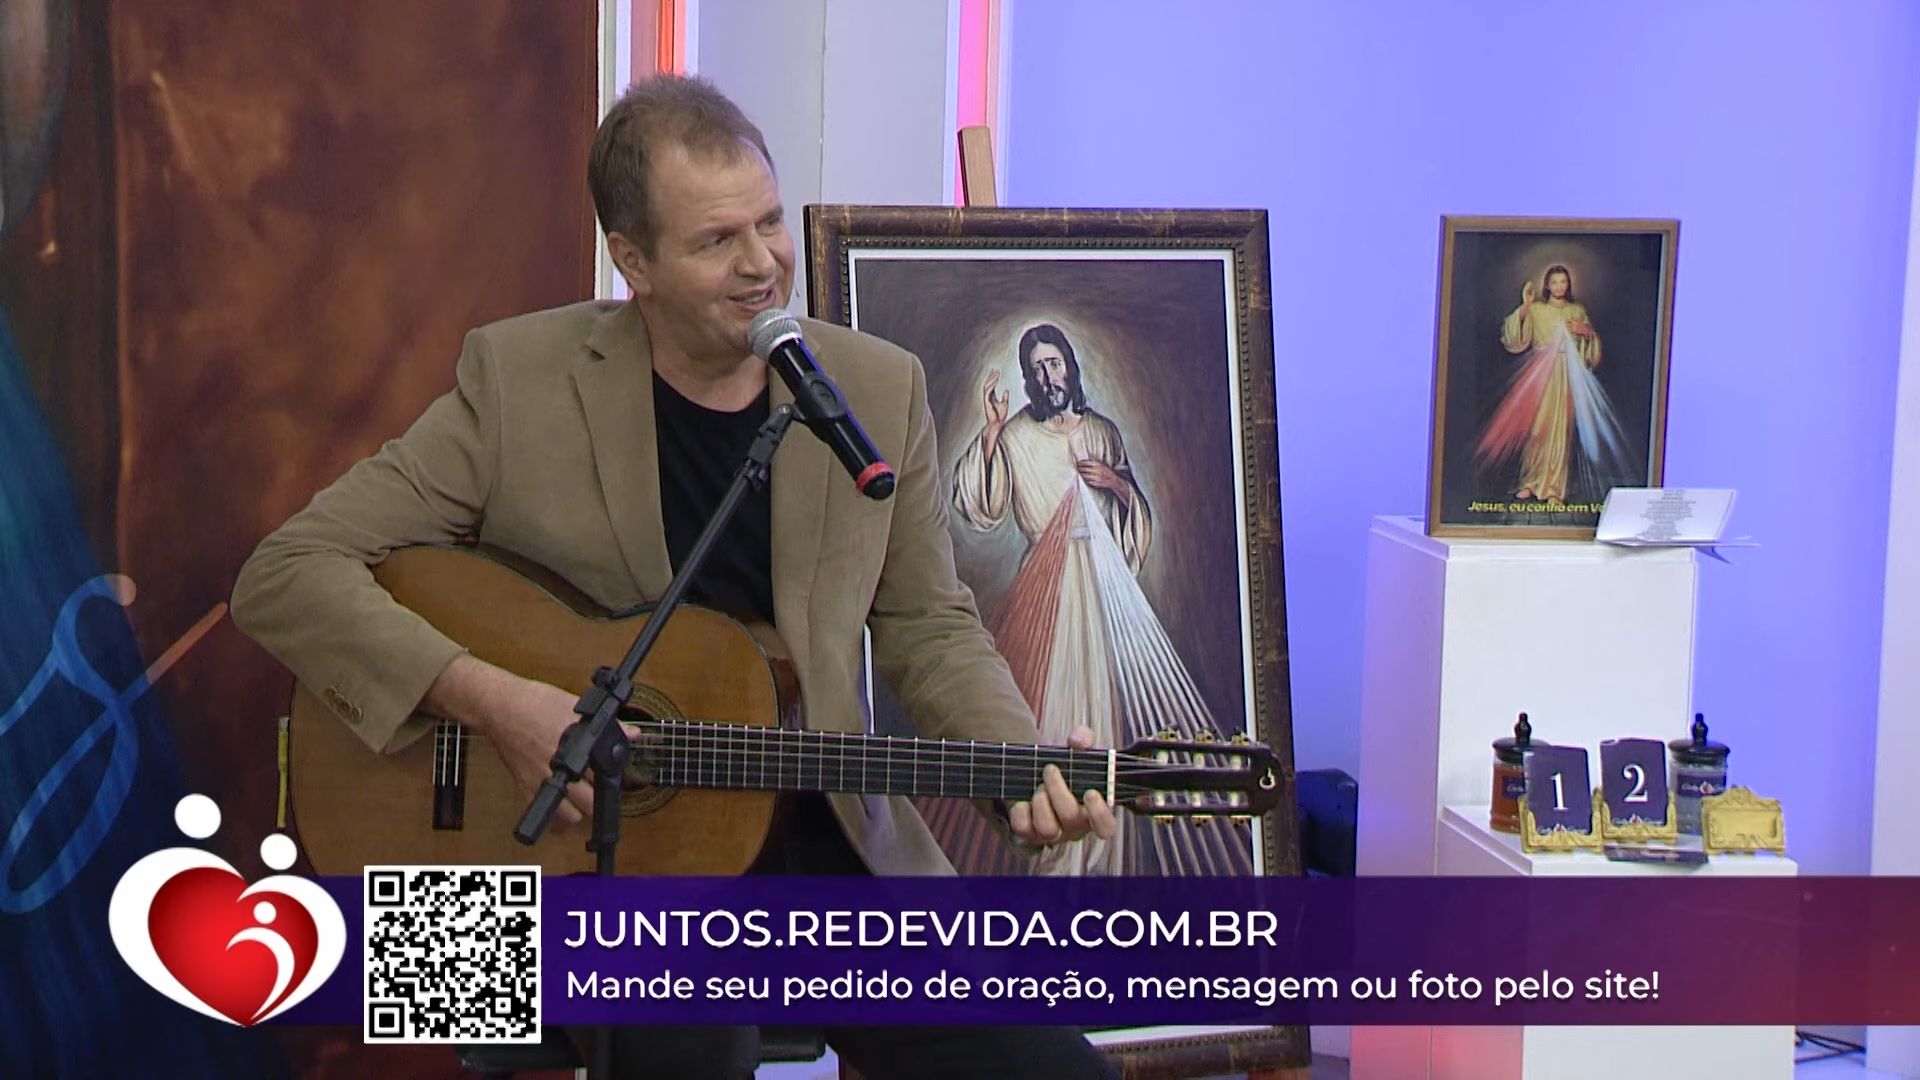 Jesus, eu confio em
1
2
JUNTOS.REDEVIDA.COM.BR
Mande seu pedido de oração, mensagem ou foto pelo site!